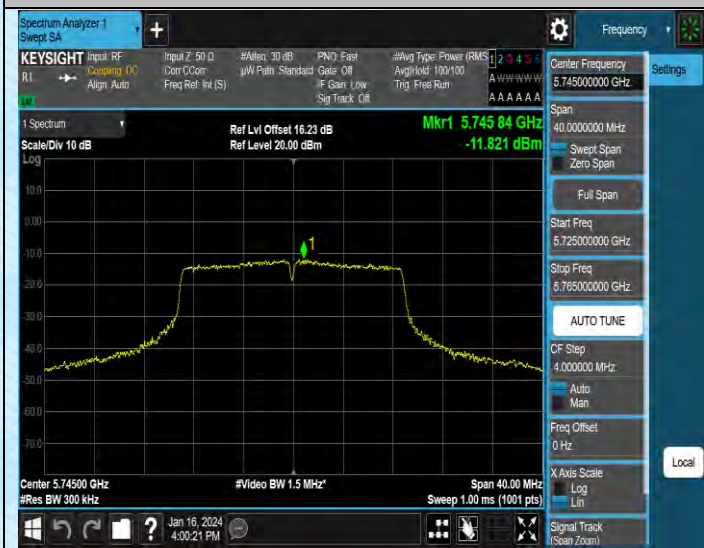 Spectrum Analyzer 1
Swept SA
Frequency
KEYSIGHT
Input: RF
Coupling: DC
Align: Auto
Input Z: 50 Ω
Corr CCorr
Freq Ref: Int (S)
#Atten: 30 dB
µW Path: Standard
PNO: Fast
Gate: Off
IF Gain: Low
Sig Track: Off
#Avg Type: Power (RMS
Avg|Hold: 100/100
Trig: Free Run
1 2 3 4 5 6
A W W W W W
A A A A A A
1 Spectrum
Scale/Div 10 dB
Ref Lvl Offset 16.23 dB
Ref Level 20.00 dBm
Mkr1 5.745 84 GHz
-11.821 dBm
Log
10.0
0.00
-10.0
-20.0
-30.0
-40.0
-50.0
-60.0
-70.0
1
Center 5.74500 GHz
#Res BW 300 kHz
#Video BW 1.5 MHz*
Span 40.00 MHz
Sweep 1.00 ms (1001 pts)
Jan 16, 2024
4:00:21 PM
Center Frequency
5.745000000 GHz
Settings
Span
40.0000000 MHz
Swept Span
Zero Span
Full Span
Start Freq
5.725000000 GHz
Stop Freq
5.765000000 GHz
AUTO TUNE
CF Step
4.000000 MHz
Auto
Man
Freq Offset
0 Hz
X Axis Scale
Log
Lin
Local
Signal Track
(Span Zoom)